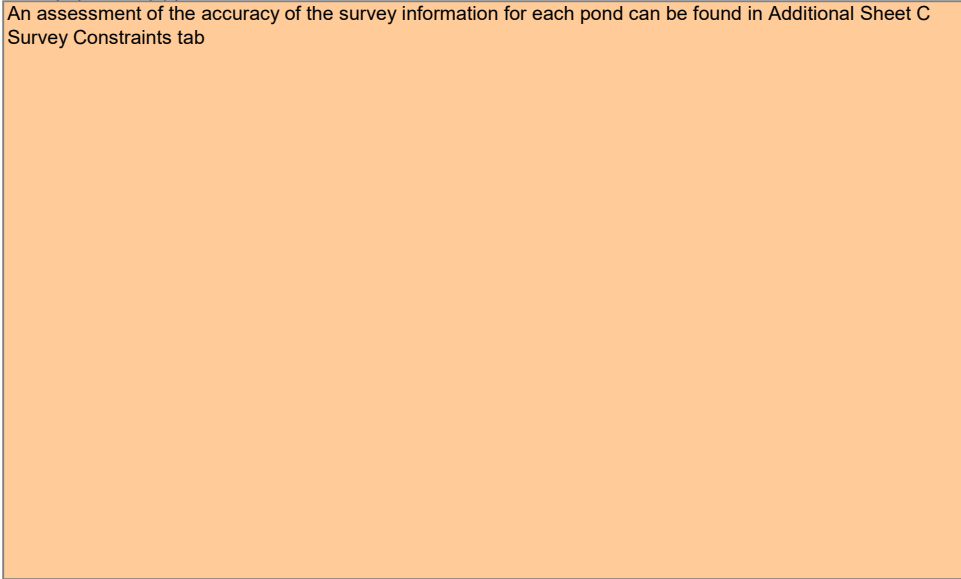 An assessment of the accuracy of the survey information for each pond can be found in Additional Sheet C
Survey Constraints tab